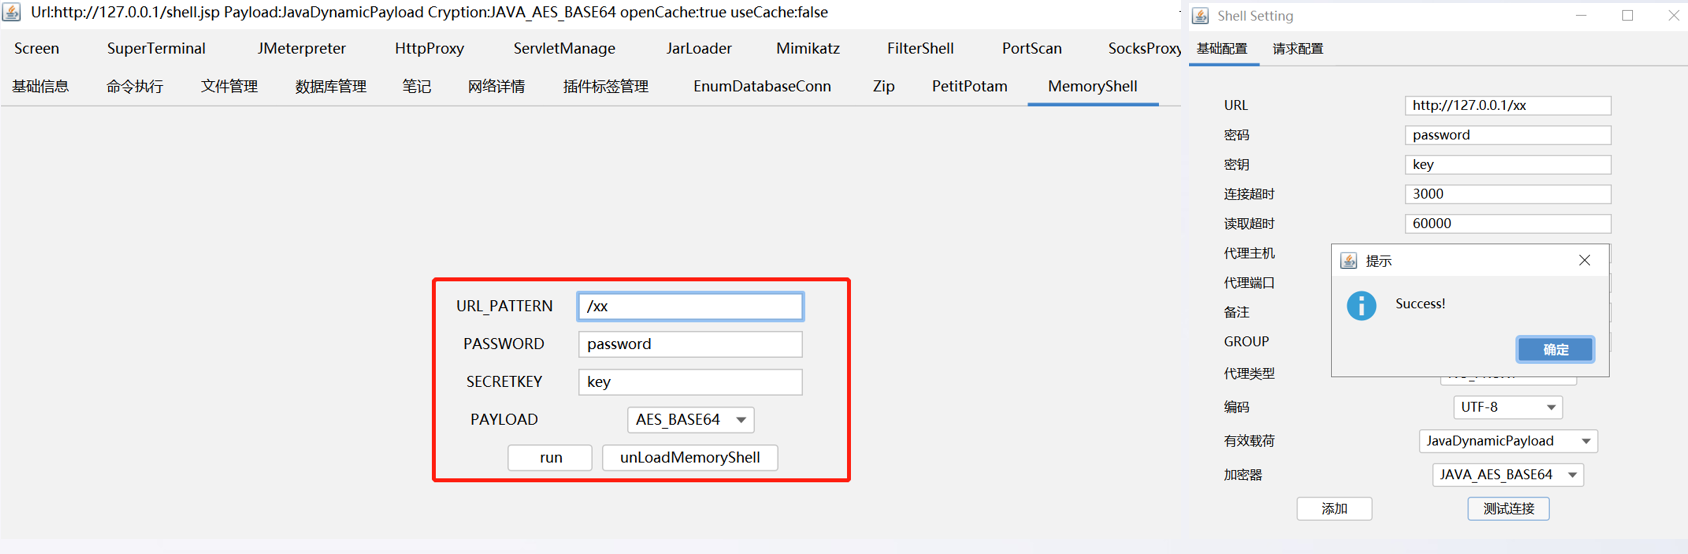 Url:http://127.0.0.1/shell.jsp Payload:JavaDynamicPayload Cryption:JAVA_AES_BASE64 openCache:true useCache:false
Screen SuperTerminal JMeterpreter HttpProxy ServletManage JarLoader Mimikatz FilterShell PortScan SocksProxy
基础信息 命令执行 文件管理 数据库管理 笔记 网络详情 插件标签管理 EnumDatabaseConn Zip PetitPotam MemoryShell
URL_PATTERN /xx
PASSWORD password
SECRETKEY key
PAYLOAD AES_BASE64
run unLoadMemoryShell
Shell Setting
基础配置 请求配置
URL http://127.0.0.1/xx
密码 password
密钥 key
连接超时 3000
读取超时 60000
代理主机
代理端口
备注
GROUP
代理类型
编码 UTF-8
有效载荷 JavaDynamicPayload
加密器 JAVA_AES_BASE64
添加 测试连接
提示
Success!
确定